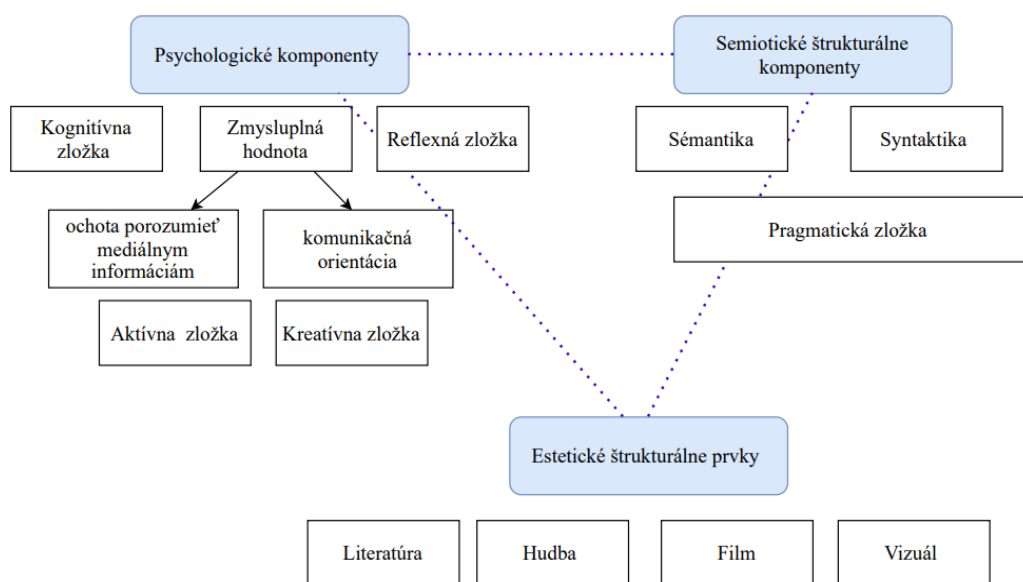 Psychologické komponenty
Semiotické štrukturálne
komponenty
Kognitívna
zložka
Zmysluplná
hodnota
Reflexná zložka
Sémantika
Syntaktika
ochota porozumieť
mediálnym
informáciám
komunikačná
orientácia
Pragmatická zložka
Aktívna zložka
Kreatívna zložka
Estetické štrukturálne prvky
Literatúra
Hudba
Film
Vizuál